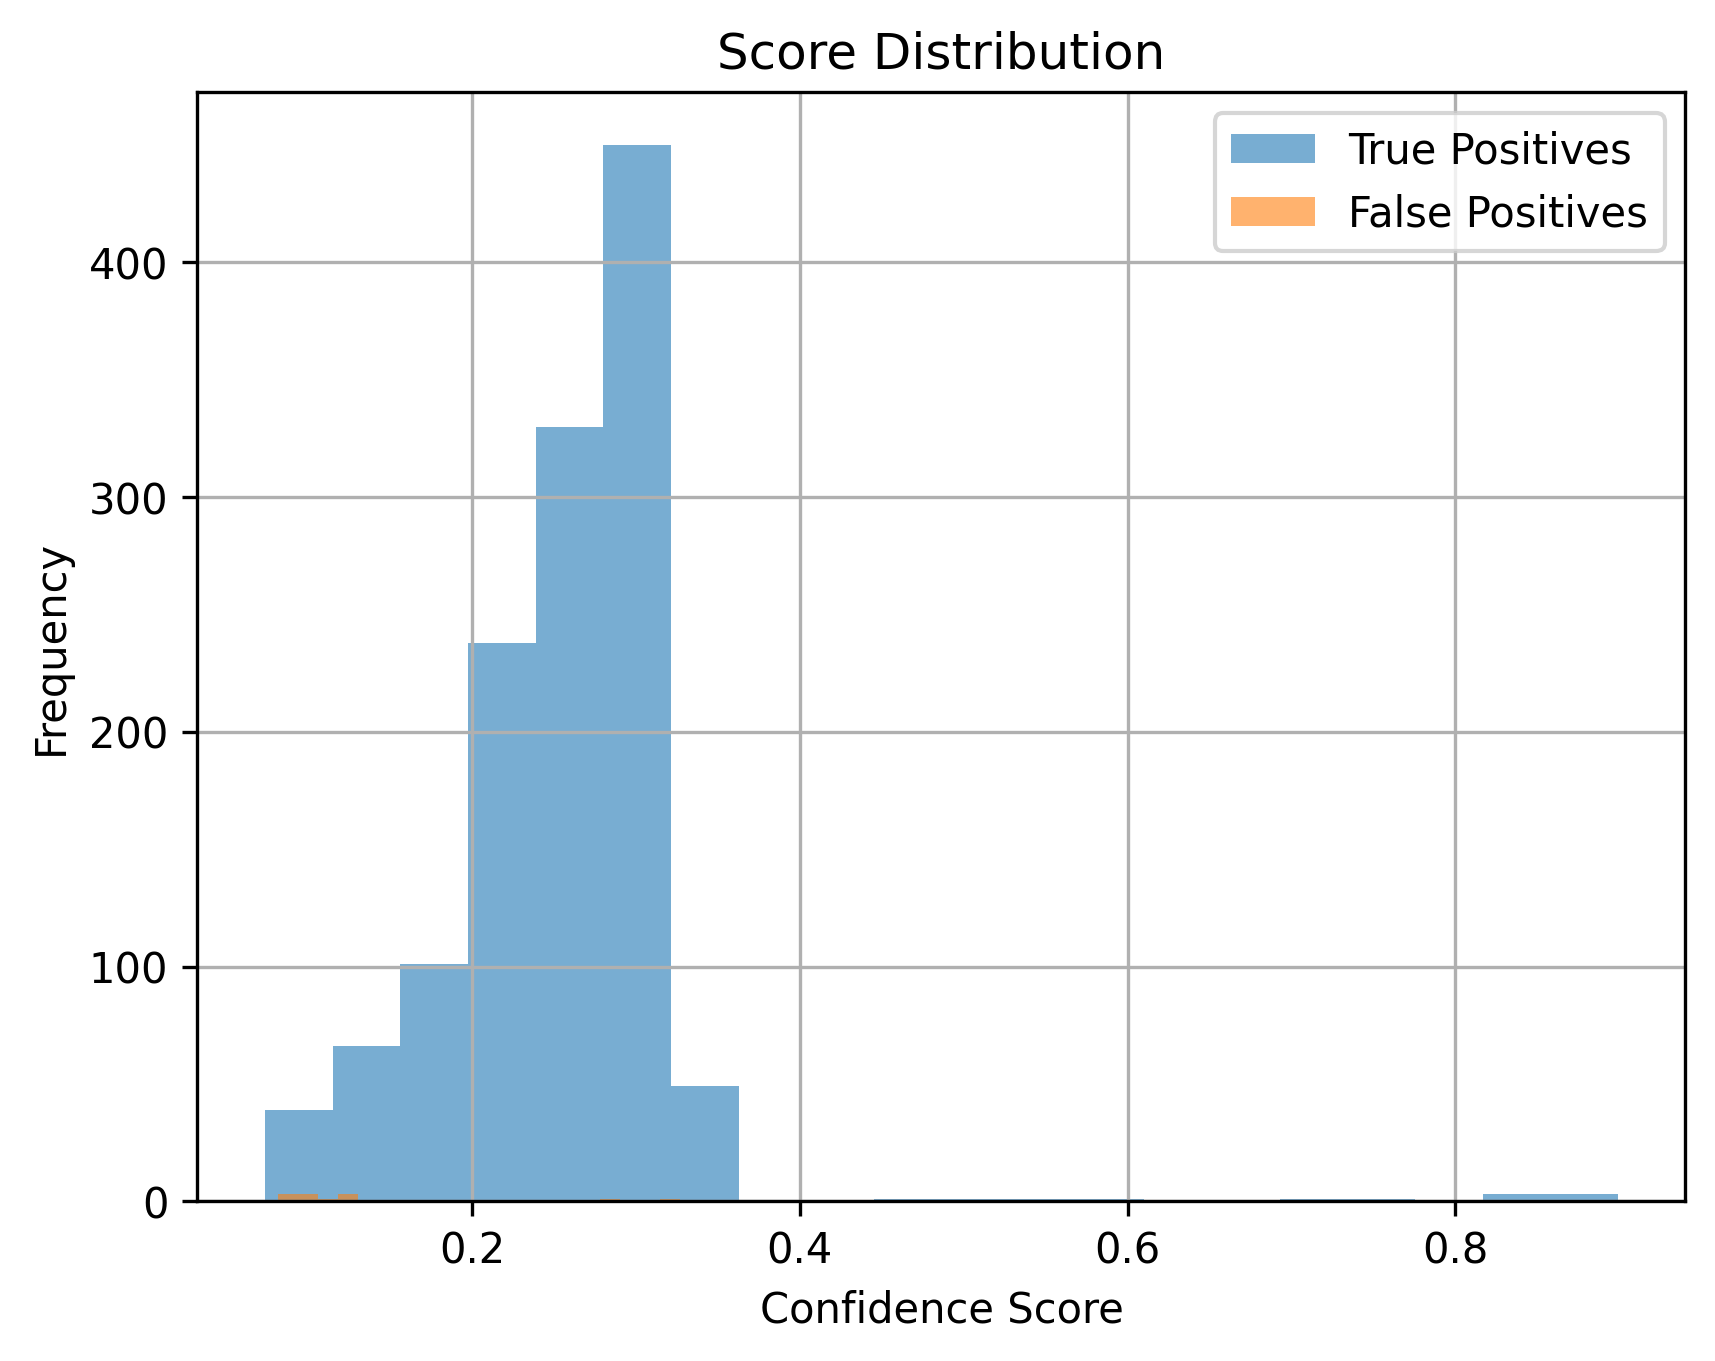 Score Distribution
True Positives
False Positives
Frequency
400
300
200
100
0
0.2
0.4
0.6
0.8
Confidence Score